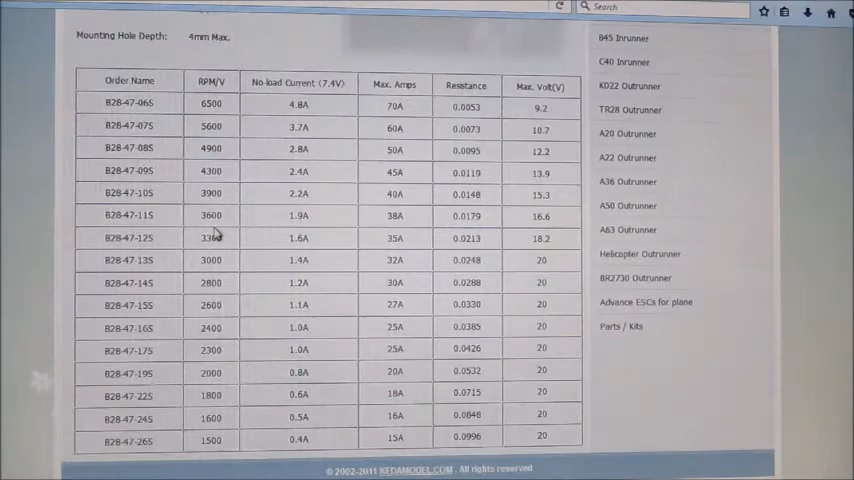 Search
Mounting Hole Depth: 4mm Max.
Order Name RPM/V No-load Current (7.4V) Max. Amps Resistance Max. Volt(V)
B28-47-06S 6500 4.8A 70A 0.0053 9.2
B28-47-07S 5600 3.7A 60A 0.0073 10.7
B28-47-08S 4900 2.8A 50A 0.0095 12.2
B28-47-09S 4300 2.4A 45A 0.0119 13.9
B28-47-10S 3900 2.2A 40A 0.0148 15.3
B28-47-11S 3600 1.9A 38A 0.0179 16.6
B28-47-12S 1.6A 35A 0.0213 18.2
B28-47-13S 3000 1.4A 32A 0.0248 20
B28-47-14S 2800 1.2A 30A 0.0288 20
B28-47-15S 2600 1.1A 27A 0.0330 20
B28-47-16S 2400 1.0A 25A 0.0385 20
B28-47-17S 2300 1.0A 25A 0.0426 20
B28-47-19S 2000 0.8A 20A 0.0532 20
B28-47-22S 1800 0.6A 18A 0.0715 20
B28-47-24S 1600 0.5A 16A 0.0848 20
B28-47-26S 1500 0.4A 15A 0.0996 20
B45 Inrunner
C40 Inrunner
KD22 Outrunner
TR28 Outrunner
A20 Outrunner
A22 Outrunner
A36 Outrunner
A50 Outrunner
A63 Outrunner
Helicopter Outrunner
BR2730 Outrunner
Advance ESCs for plane
Parts / Kits
© 2002-2011 KEDAMODEL.COM . All rights reserved